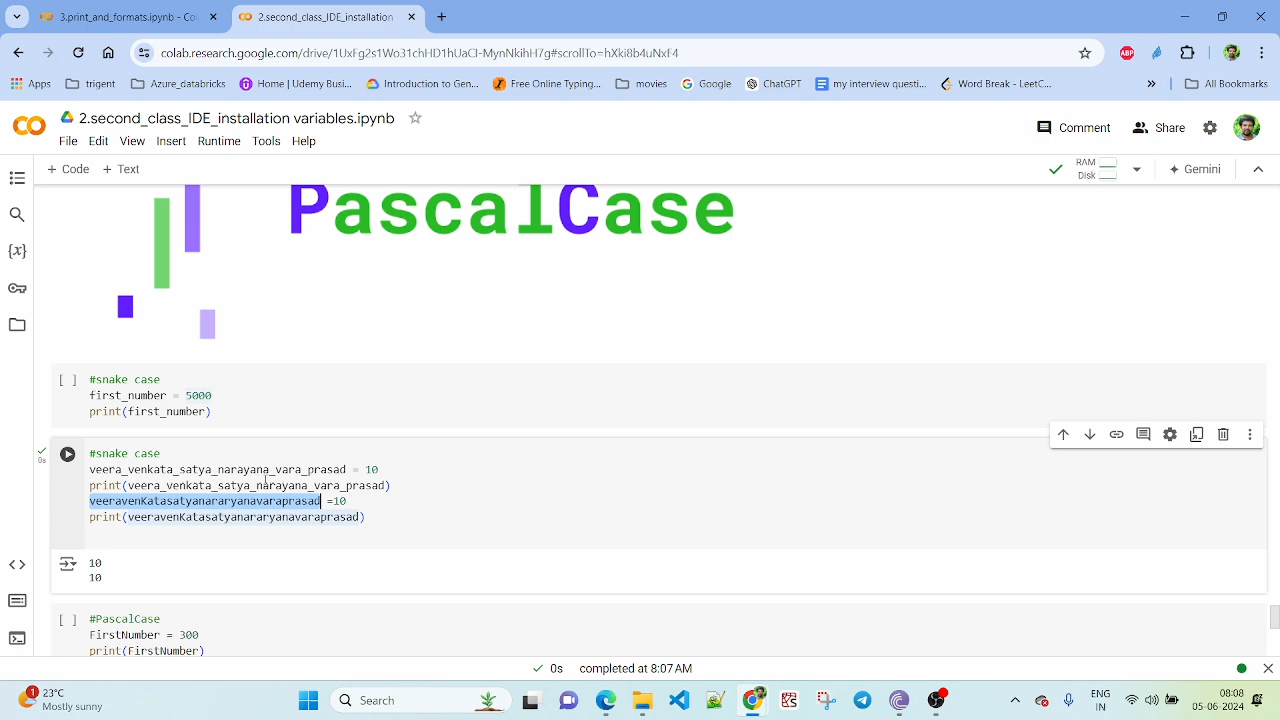 3.print_and_formats.ipynb - Col
2.second_class_IDE_installation
colab.research.google.com/drive/1UxFg2s1Wo31chHD1hUaCI-MynNkihH7g#scrollTo=hXki8b4uNxF4
ABP
Apps
trigent
Azure_databricks
Home | Udemy Busi...
Introduction to Gen...
Free Online Typing...
movies
Google
ChatGPT
my interview questi...
Word Break - LeetC...
All Bookmarks
2.second_class_IDE_installation variables.ipynb
Comment
Share
File Edit View Insert Runtime Tools Help
+ Code + Text
RAM
Disk
Gemini
PascalCase
[ ] #snake case
first_number = 5000
print(first_number)
#snake case
0s
veera_venkata_satya_narayana_vara_prasad = 10
print(veera_venkata_satya_narayana_vara_prasad)
veeravenKatasatyanararyanavaraprasad =10
print(veeravenKatasatyanararyanavaraprasad)
10
10
[ ] #PascalCase
FirstNumber = 300
print(FirstNumber)
0s completed at 8:07 AM
1
23°C
Mostly sunny
Search
ENG
IN
08:08
05-06-2024